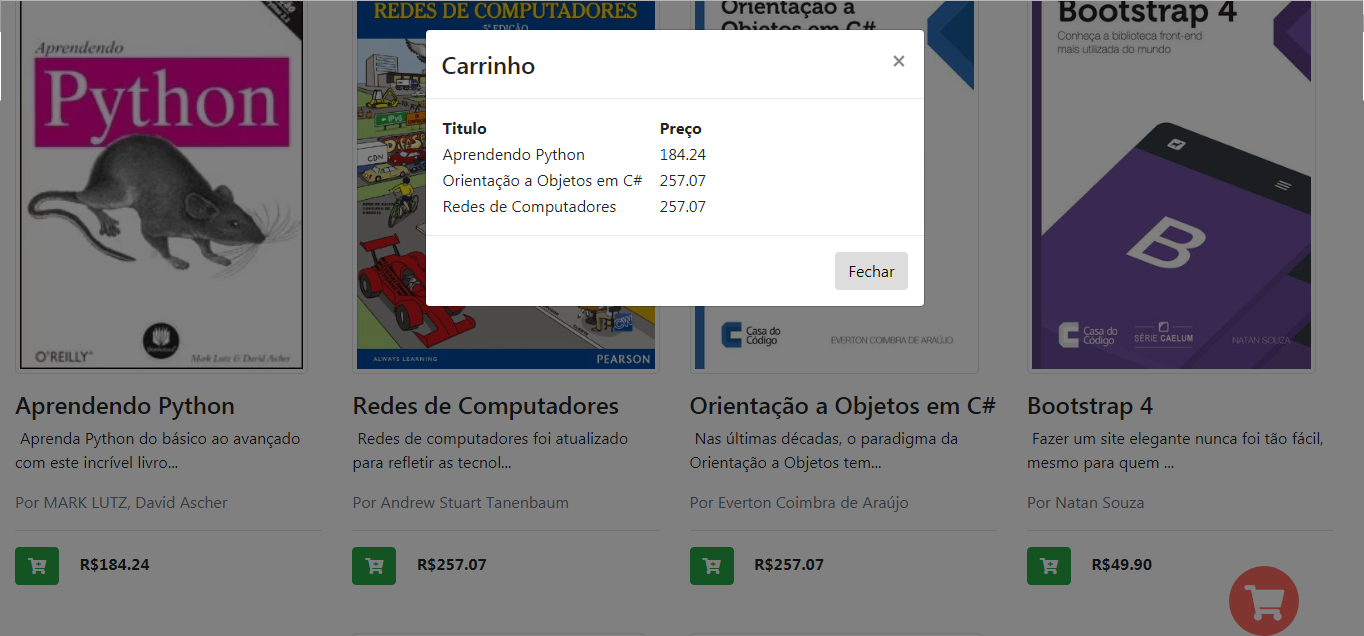 Aprendendo
Python
O'REILLY®
Mark Lutz & David Ascher
REDES DE COMPUTADORES
5ª EDIÇÃO
IPv6
CDN
ALWAYS LEARNING
PEARSON
Orientação a
Objetos em C#
Casa do
Código
EVERTON COIMBRA DE ARAÚJO
Bootstrap 4
Conheça a biblioteca front-end
mais utilizada do mundo
B
Casa do
Código
SÉRIE CAELUM
NATAN SOUZA
Carrinho
×
Titulo Preço
Aprendendo Python 184.24
Orientação a Objetos em C# 257.07
Redes de Computadores 257.07
Fechar
Aprendendo Python
Aprenda Python do básico ao avançado
com este incrível livro...
Por MARK LUTZ, David Ascher
R$184.24
Redes de Computadores
Redes de computadores foi atualizado
para refletir as tecnol...
Por Andrew Stuart Tanenbaum
R$257.07
Orientação a Objetos em C#
Nas últimas décadas, o paradigma da
Orientação a Objetos tem...
Por Everton Coimbra de Araújo
R$257.07
Bootstrap 4
Fazer um site elegante nunca foi tão fácil,
mesmo para quem ...
Por Natan Souza
R$49.90